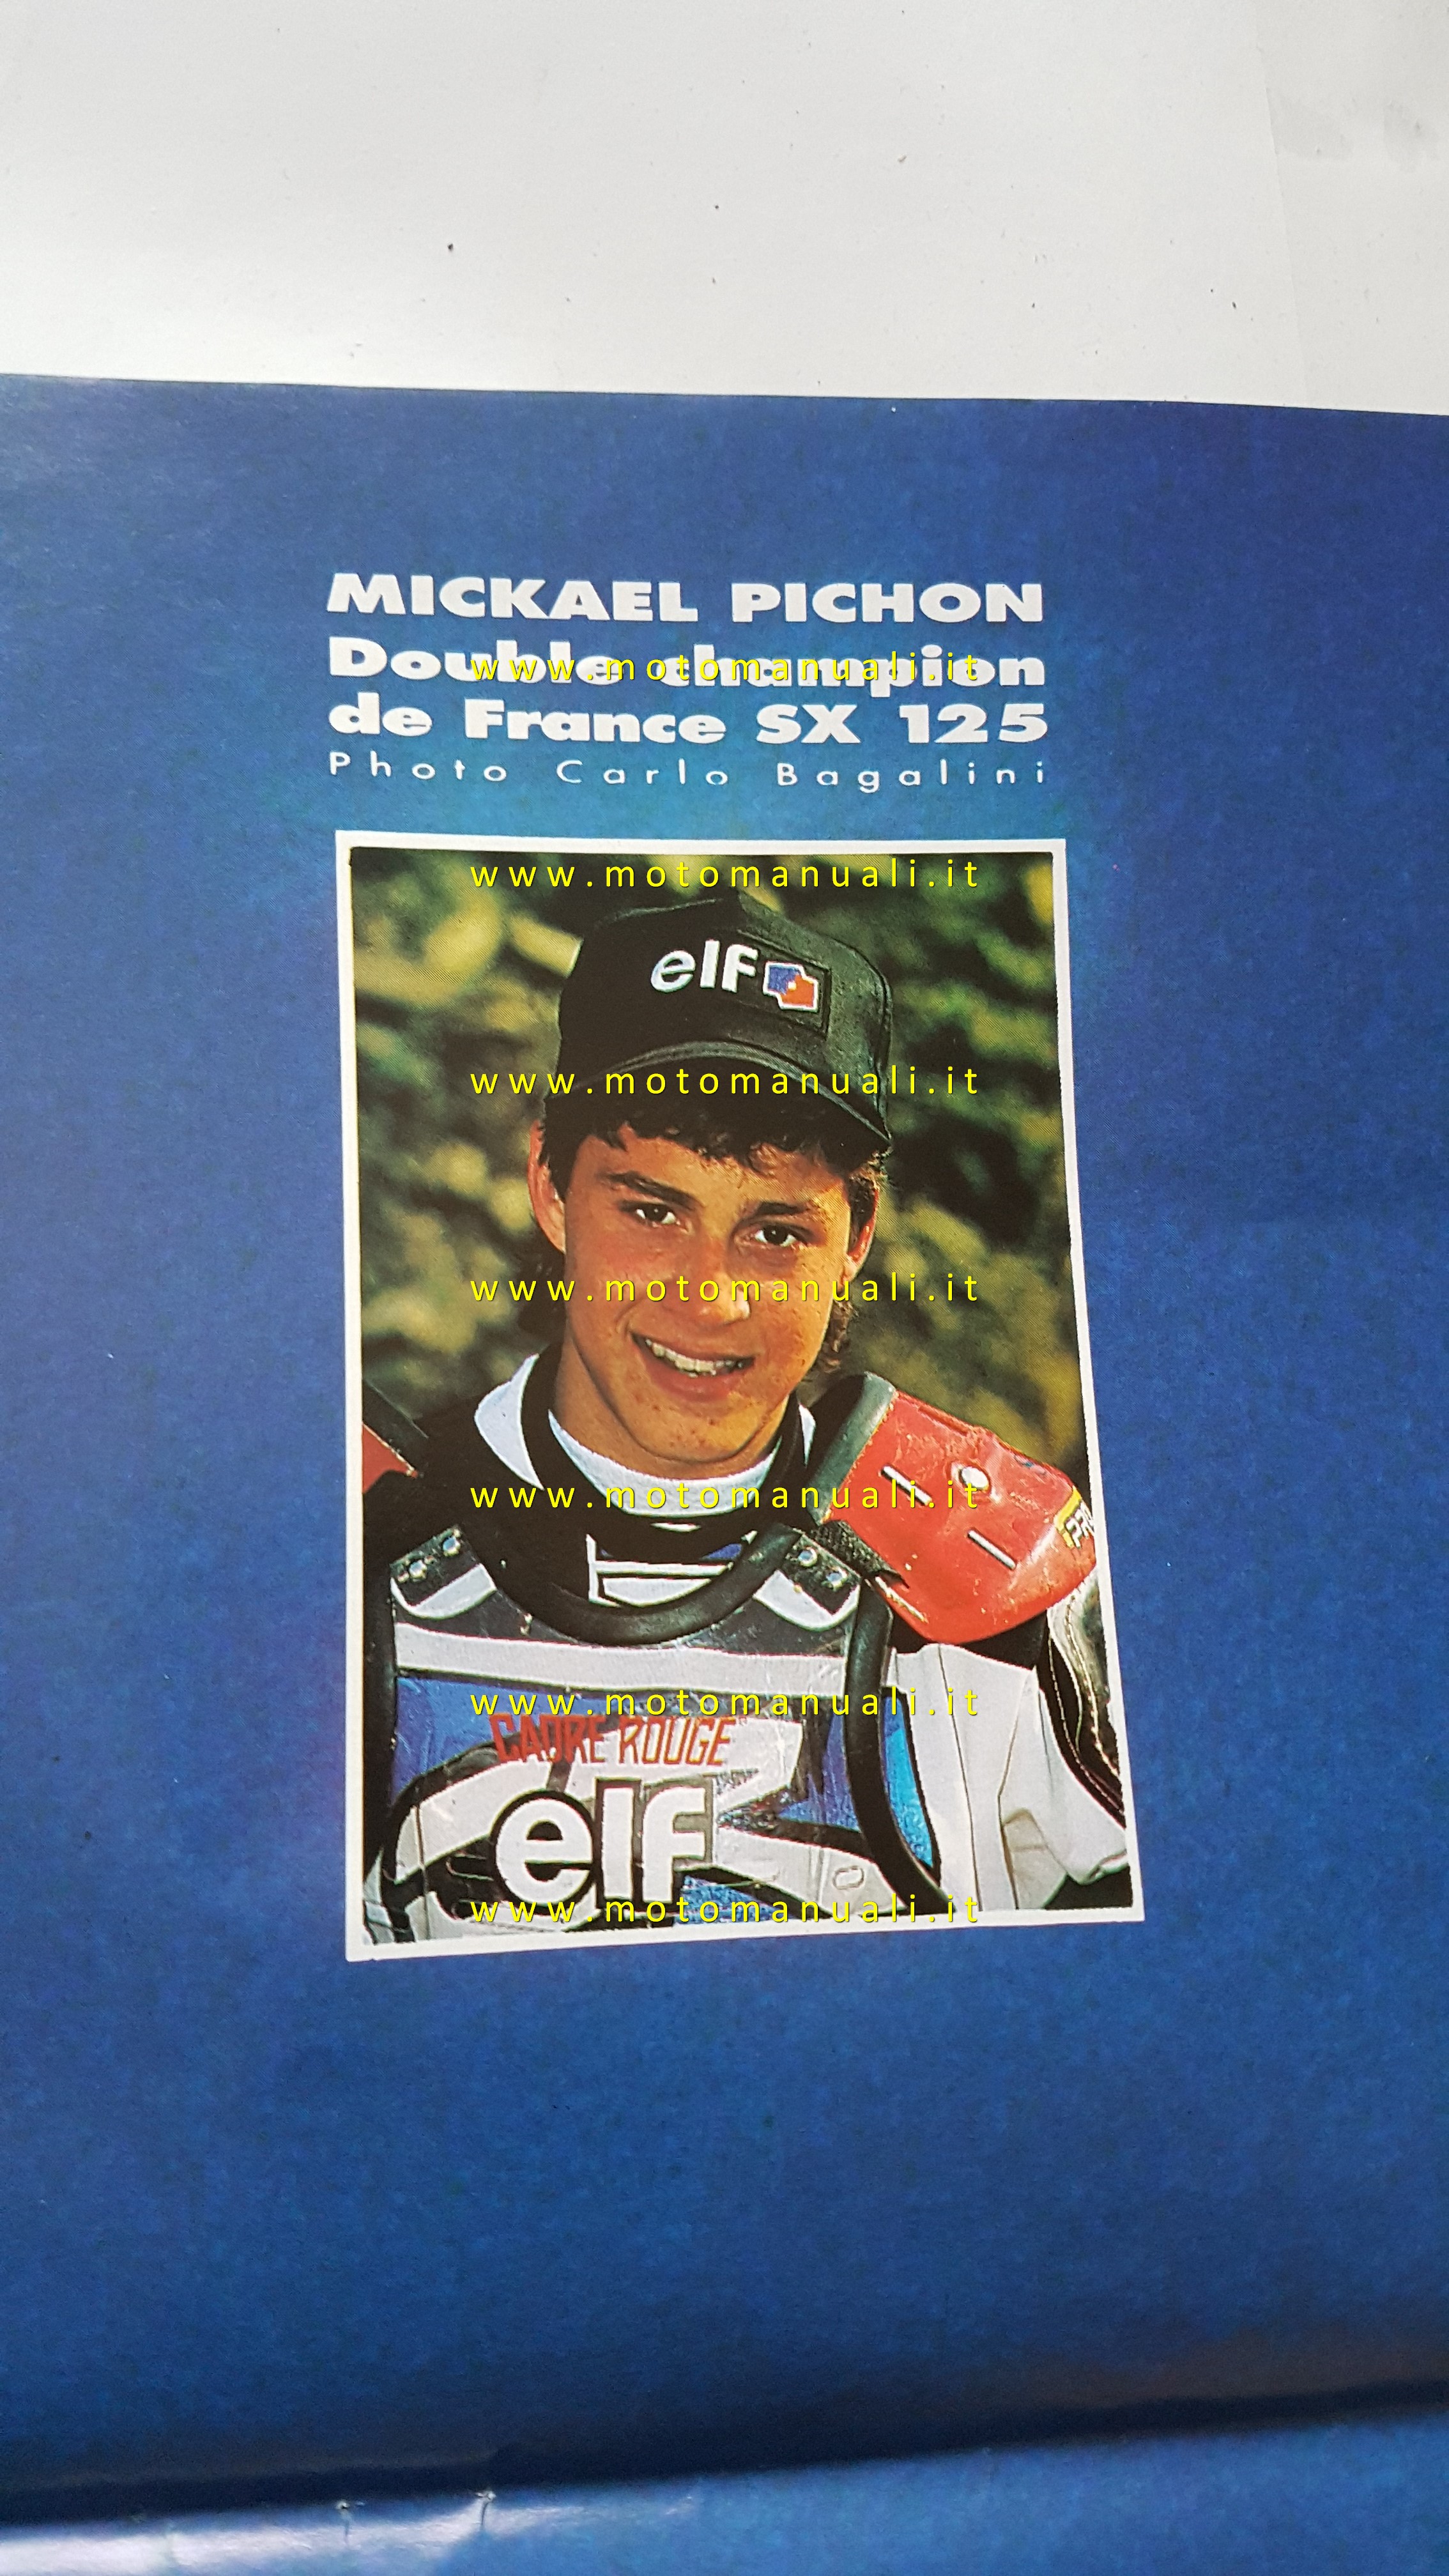 MICKAEL PICHON
Double champion
www.motomanuali.it
de France SX 125
Photo Carlo Bagalini
www.motomanuali.it
elf
www.motomanuali.it
www.motomanuali.it
www.motomanuali.it
PRO
www.motomanuali.it
CADRE ROUGE
elf
www.motomanuali.it